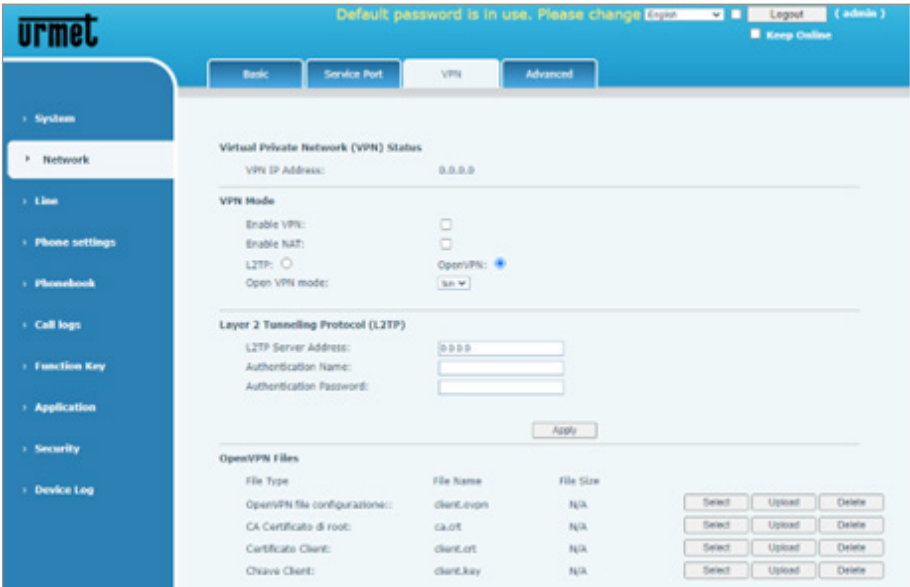 urmet
Default password is in use. Please change English Logout ( admin )
Keep Online
Basic Service Port VPN Advanced
› System
› Network
› Line
› Phone settings
› Phonebook
› Call logs
› Function Key
› Application
› Security
› Device Log
Virtual Private Network (VPN) Status
VPN IP Address: 0.0.0.0
VPN Mode
Enable VPN:
Enable NAT:
L2TP: OpenVPN:
Open VPN mode: tun
Layer 2 Tunneling Protocol (L2TP)
L2TP Server Address: 0.0.0.0
Authentication Name:
Authentication Password:
Apply
OpenVPN Files
File Type File Name File Size
OpenVPN file configurazione:: client.ovpn N/A Select Upload Delete
CA Certificato di root: ca.crt N/A Select Upload Delete
Certificato Client: client.crt N/A Select Upload Delete
Chiave Client: client.key N/A Select Upload Delete